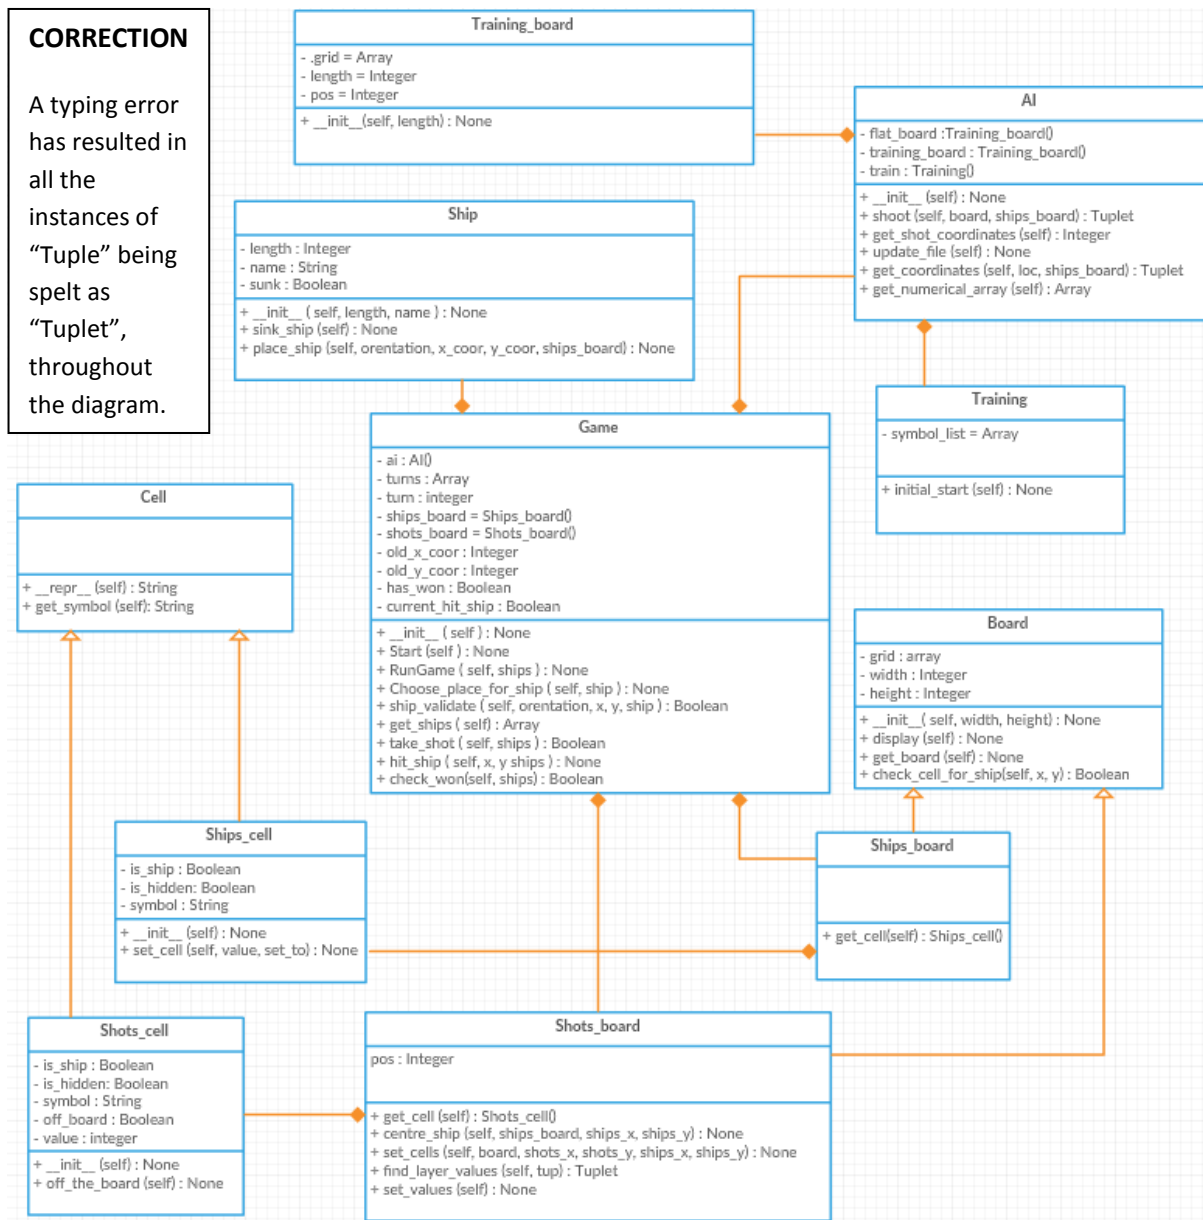 CORRECTION
A typing error
has resulted in
all the
instances of
“Tuple” being
spelt as
“Tuplet”,
throughout
the diagram.
Training_board
- .grid = Array
- length = Integer
- pos = Integer
+ __init__(self, length) : None
AI
- flat_board :Training_board()
- training_board : Training_board()
- train : Training()
+ __init__ (self) : None
+ shoot (self, board, ships_board) : Tuplet
+ get_shot_coordinates (self) : Integer
+ update_file (self) : None
+ get_coordinates (self, loc, ships_board) : Tuplet
+ get_numerical_array (self) : Array
Ship
- length : Integer
- name : String
- sunk : Boolean
+ __init__ ( self, length, name ) : None
+ sink_ship (self) : None
+ place_ship (self, orentation, x_coor, y_coor, ships_board) : None
Training
- symbol_list = Array
+ initial_start (self) : None
Game
- ai : AI()
- turns : Array
- turn : integer
- ships_board = Ships_board()
- shots_board = Shots_board()
- old_x_coor : Integer
- old_y_coor : Integer
- has_won : Boolean
- current_hit_ship : Boolean
+ __init__ ( self ) : None
+ Start (self ) : None
+ RunGame ( self, ships ) : None
+ Choose_place_for_ship ( self, ship ) : None
+ ship_validate ( self, orentation, x, y, ship ) : Boolean
+ get_ships ( self) : Array
+ take_shot ( self, ships ) : Boolean
+ hit_ship ( self, x, y ships ) : None
+ check_won(self, ships) : Boolean
Cell
+ __repr__ (self) : String
+ get_symbol (self): String
Board
- grid : array
- width : Integer
- height : Integer
+ __init__( self, width, height) : None
+ display (self) : None
+ get_board (self) : None
+ check_cell_for_ship(self, x, y) : Boolean
Ships_cell
- is_ship : Boolean
- is_hidden: Boolean
- symbol : String
+ __init__ (self) : None
+ set_cell (self, value, set_to) : None
Ships_board
+ get_cell(self) : Ships_cell()
Shots_cell
- is_ship : Boolean
- is_hidden: Boolean
- symbol : String
- off_board : Boolean
- value : integer
+ __init__ (self) : None
+ off_the_board (self) : None
Shots_board
pos : Integer
+ get_cell (self) : Shots_cell()
+ centre_ship (self, ships_board, ships_x, ships_y) : None
+ set_cells (self, board, shots_x, shots_y, ships_x, ships_y) : None
+ find_layer_values (self, tup) : Tuplet
+ set_values (self) : None